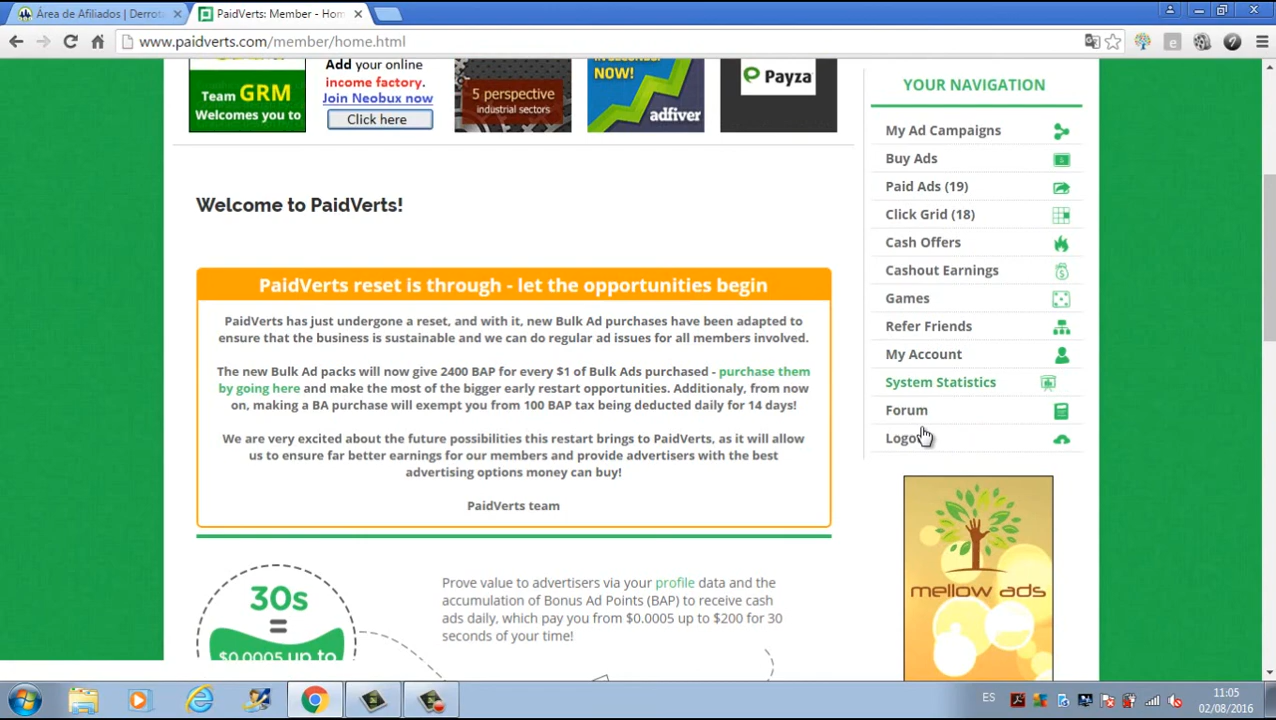 Área de Afiliados | Derrota
PaidVerts: Member - Hom
www.paidverts.com/member/home.html
Team GRM
Welcomes you to
Add your online
income factory.
Join Neobux now
Click here
5 perspective
industrial sectors
NOW!
adfiver
Payza
YOUR NAVIGATION
My Ad Campaigns
Buy Ads
Paid Ads (19)
Click Grid (18)
Cash Offers
Cashout Earnings
Games
Refer Friends
My Account
System Statistics
Forum
Logo
Welcome to PaidVerts!
PaidVerts reset is through - let the opportunities begin
PaidVerts has just undergone a reset, and with it, new Bulk Ad purchases have been adapted to
ensure that the business is sustainable and we can do regular ad issues for all members involved.
The new Bulk Ad packs will now give 2400 BAP for every $1 of Bulk Ads purchased - purchase them
by going here and make the most of the bigger early restart opportunities. Additionaly, from now
on, making a BA purchase will exempt you from 100 BAP tax being deducted daily for 14 days!
We are very excited about the future possibilities this restart brings to PaidVerts, as it will allow
us to ensure far better earnings for our members and provide advertisers with the best
advertising options money can buy!
PaidVerts team
30s
=
$0.0005 up to
Prove value to advertisers via your profile data and the
accumulation of Bonus Ad Points (BAP) to receive cash
ads daily, which pay you from $0.0005 up to $200 for 30
seconds of your time!
mellow ads
ES
11:05
02/08/2016